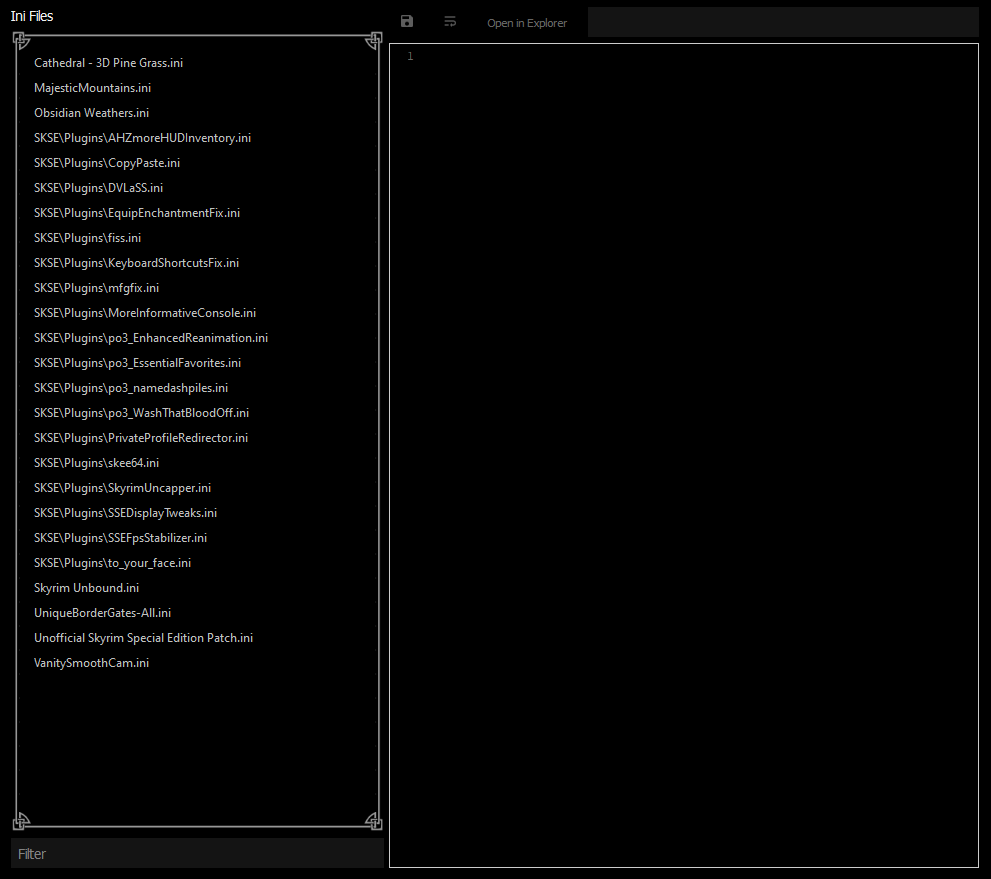 Ini Files
Open in Explorer
Cathedral - 3D Pine Grass.ini
MajesticMountains.ini
Obsidian Weathers.ini
SKSE\Plugins\AHZmoreHUDInventory.ini
SKSE\Plugins\CopyPaste.ini
SKSE\Plugins\DVLaSS.ini
SKSE\Plugins\EquipEnchantmentFix.ini
SKSE\Plugins\fiss.ini
SKSE\Plugins\KeyboardShortcutsFix.ini
SKSE\Plugins\mfgfix.ini
SKSE\Plugins\MoreInformativeConsole.ini
SKSE\Plugins\po3_EnhancedReanimation.ini
SKSE\Plugins\po3_EssentialFavorites.ini
SKSE\Plugins\po3_namedashpiles.ini
SKSE\Plugins\po3_WashThatBloodOff.ini
SKSE\Plugins\PrivateProfileRedirector.ini
SKSE\Plugins\skee64.ini
SKSE\Plugins\SkyrimUncapper.ini
SKSE\Plugins\SSEDisplayTweaks.ini
SKSE\Plugins\SSEFpsStabilizer.ini
SKSE\Plugins\to_your_face.ini
Skyrim Unbound.ini
UniqueBorderGates-All.ini
Unofficial Skyrim Special Edition Patch.ini
VanitySmoothCam.ini
Filter
1